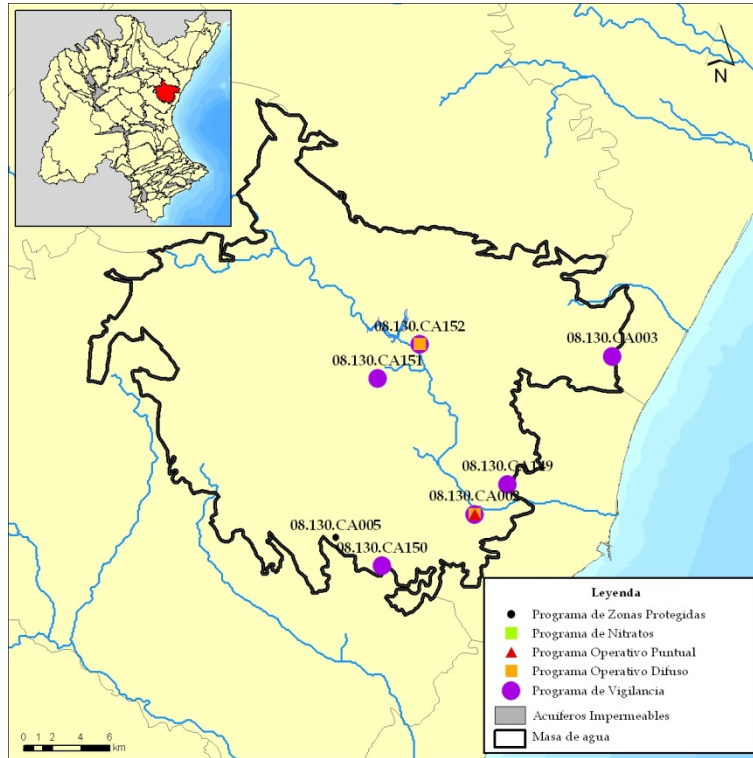 N
08.130.CA152
08.130.CA003
08.130.CA151
08.130.CA149
08.130.CA002
08.130.CA005
08.130.CA150
Leyenda
Programa de Zonas Protegidas
Programa de Nitratos
Programa Operativo Puntual
Programa Operativo Difuso
Programa de Vigilancia
Acuíferos Impermeables
Masa de agua
0 1 2 4 6
km